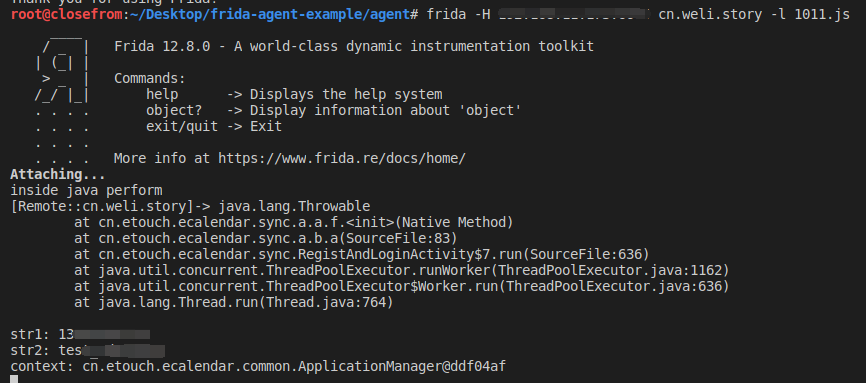 Thank you for using Frida!
root@closefrom:~/Desktop/frida-agent-example/agent# frida -H cn.weli.story -l 1011.js
     ____
    / _  |   Frida 12.8.0 - A world-class dynamic instrumentation toolkit
   | (_| |
    > _  |   Commands:
   /_/ |_|       help      -> Displays the help system
   . . . .       object?   -> Display information about 'object'
   . . . .       exit/quit -> Exit
   . . . .
   . . . .   More info at https://www.frida.re/docs/home/
Attaching...
inside java perform
[Remote::cn.weli.story]-> java.lang.Throwable
        at cn.etouch.ecalendar.sync.a.a.f.<init>(Native Method)
        at cn.etouch.ecalendar.sync.a.b.a(SourceFile:83)
        at cn.etouch.ecalendar.sync.RegistAndLoginActivity$7.run(SourceFile:636)
        at java.util.concurrent.ThreadPoolExecutor.runWorker(ThreadPoolExecutor.java:1162)
        at java.util.concurrent.ThreadPoolExecutor$Worker.run(ThreadPoolExecutor.java:636)
        at java.lang.Thread.run(Thread.java:764)
str1: 13
str2: test
context: cn.etouch.ecalendar.common.ApplicationManager@ddf04af